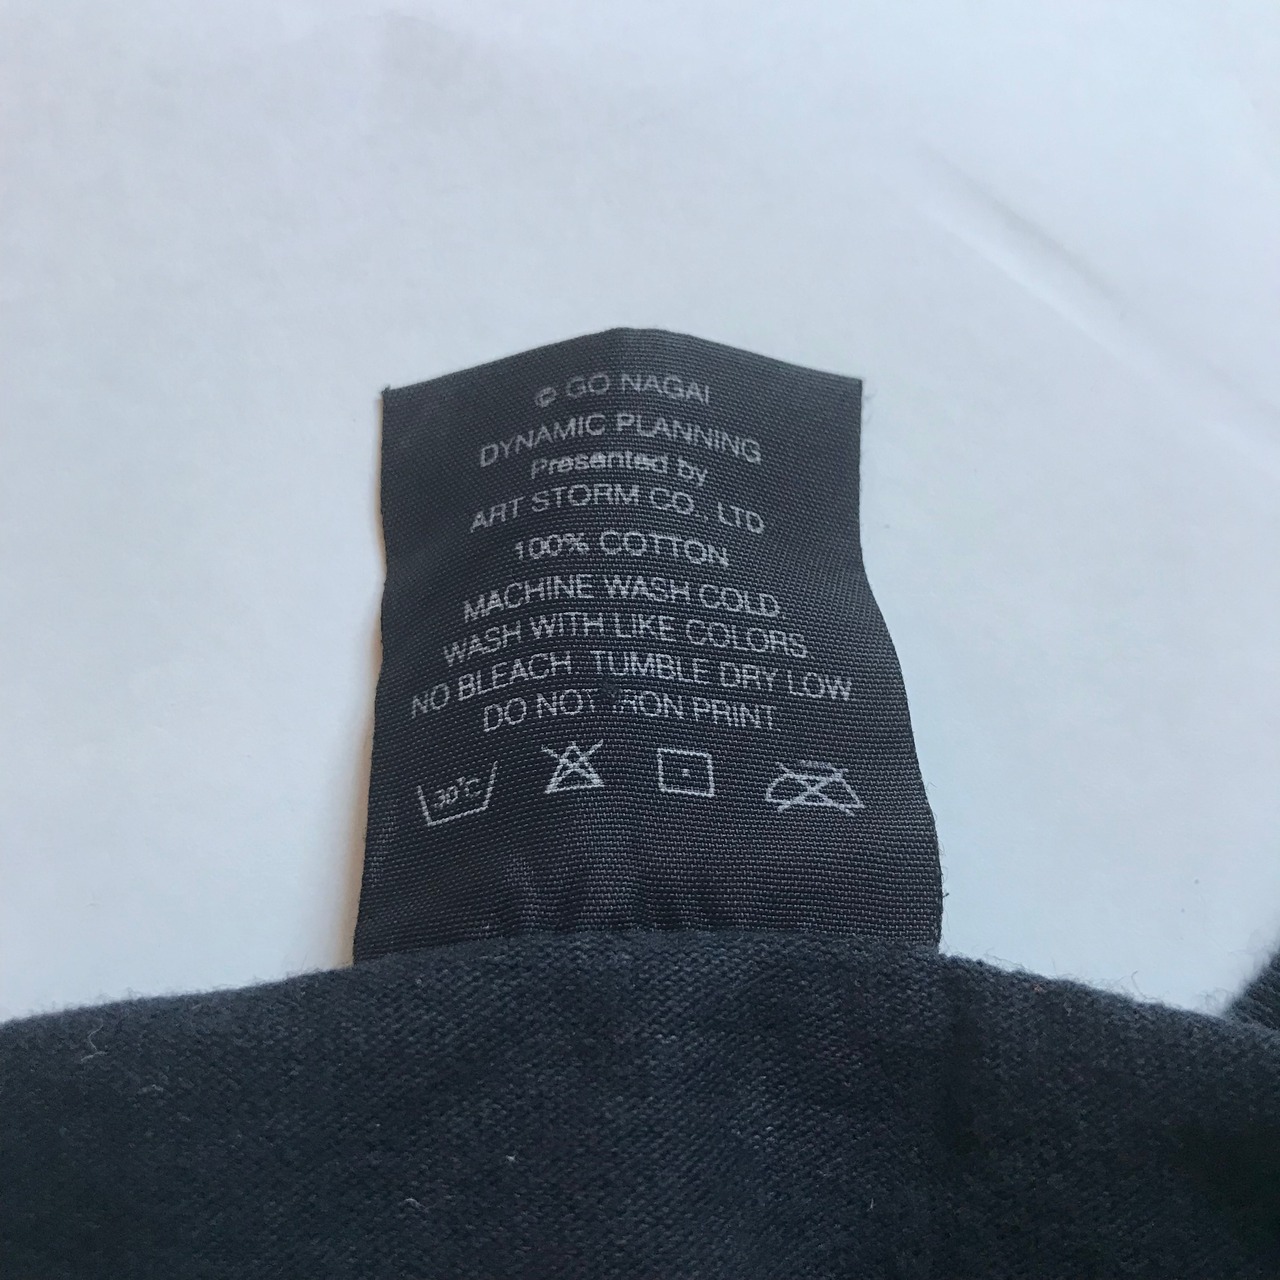 © GO NAGAI
DYNAMIC PLANNING
Presented by
ART STORM CO., LTD
100% COTTON
MACHINE WASH COLD.
WASH WITH LIKE COLORS.
NO BLEACH. TUMBLE DRY LOW
DO NOT IRON PRINT.
30°C